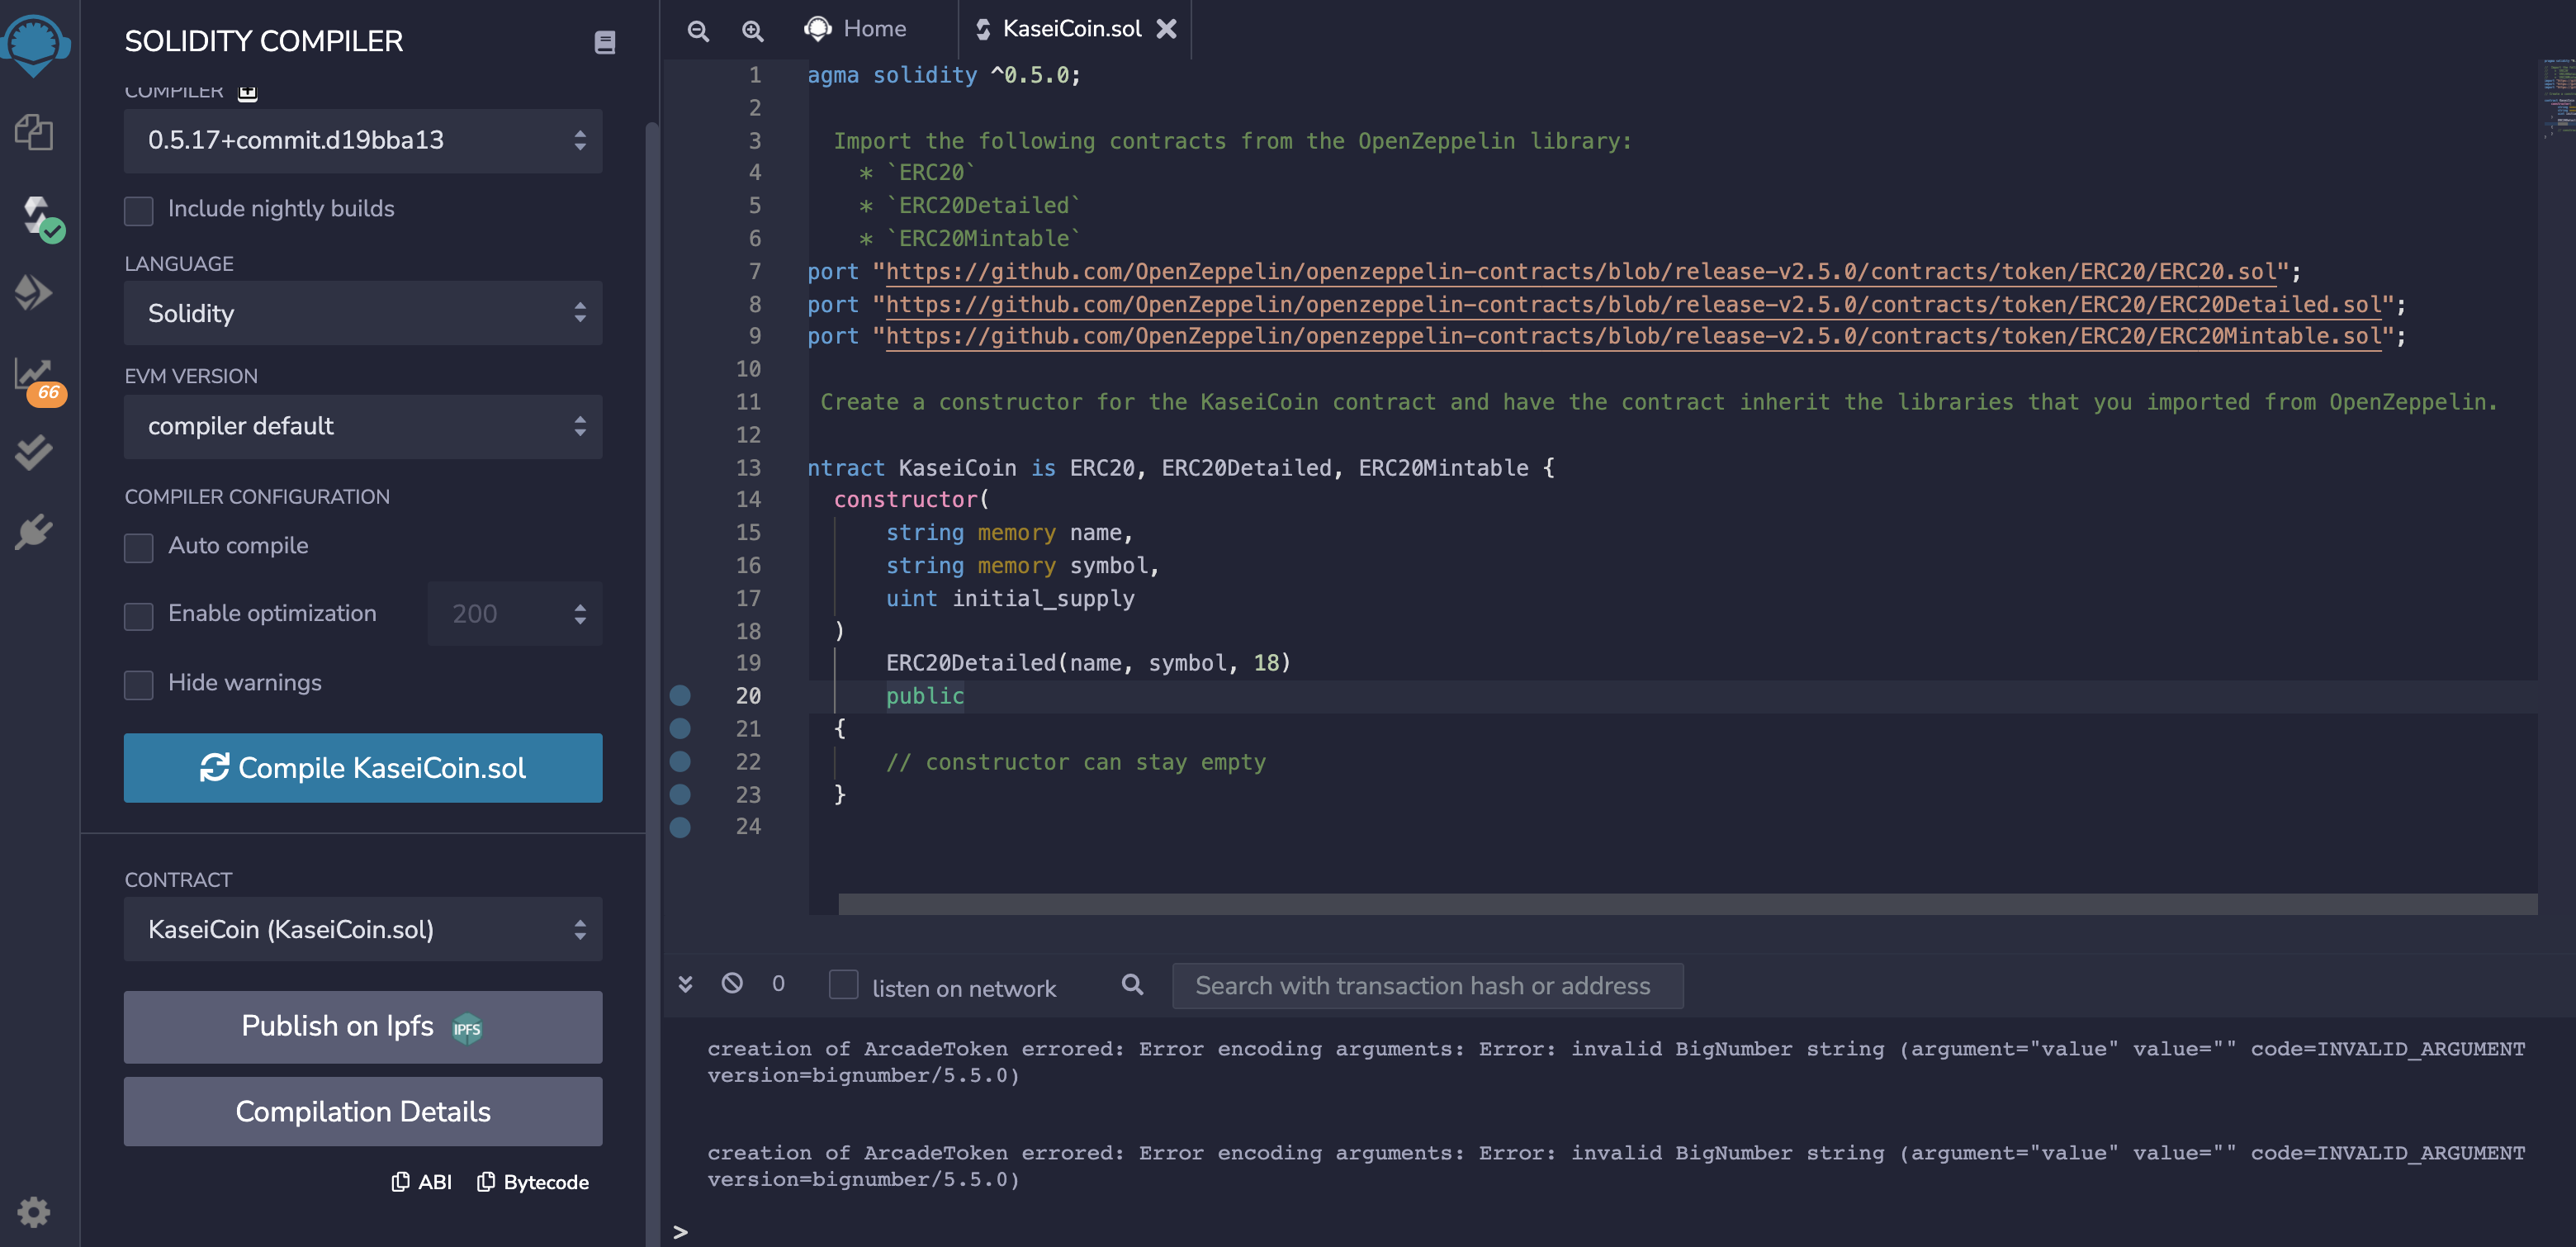 SOLIDITY COMPILER
COMPILER
0.5.17+commit.d19bba13
Include nightly builds
LANGUAGE
Solidity
EVM VERSION
compiler default
COMPILER CONFIGURATION
Auto compile
Enable optimization 200
Hide warnings
Compile KaseiCoin.sol
CONTRACT
KaseiCoin (KaseiCoin.sol)
Publish on Ipfs IPFS
Compilation Details
ABI Bytecode
66
Home KaseiCoin.sol
1 agma solidity ^0.5.0;
2
3 Import the following contracts from the OpenZeppelin library:
4 * `ERC20`
5 * `ERC20Detailed`
6 * `ERC20Mintable`
7 port "https://github.com/OpenZeppelin/openzeppelin-contracts/blob/release-v2.5.0/contracts/token/ERC20/ERC20.sol";
8 port "https://github.com/OpenZeppelin/openzeppelin-contracts/blob/release-v2.5.0/contracts/token/ERC20/ERC20Detailed.sol";
9 port "https://github.com/OpenZeppelin/openzeppelin-contracts/blob/release-v2.5.0/contracts/token/ERC20/ERC20Mintable.sol";
10
11 Create a constructor for the KaseiCoin contract and have the contract inherit the libraries that you imported from OpenZeppelin.
12
13 ntract KaseiCoin is ERC20, ERC20Detailed, ERC20Mintable {
14 constructor(
15 string memory name,
16 string memory symbol,
17 uint initial_supply
18 )
19 ERC20Detailed(name, symbol, 18)
20 public
21 {
22 // constructor can stay empty
23 }
24
0 listen on network Search with transaction hash or address
creation of ArcadeToken errored: Error encoding arguments: Error: invalid BigNumber string (argument="value" value="" code=INVALID_ARGUMENT
version=bignumber/5.5.0)
creation of ArcadeToken errored: Error encoding arguments: Error: invalid BigNumber string (argument="value" value="" code=INVALID_ARGUMENT
version=bignumber/5.5.0)
>